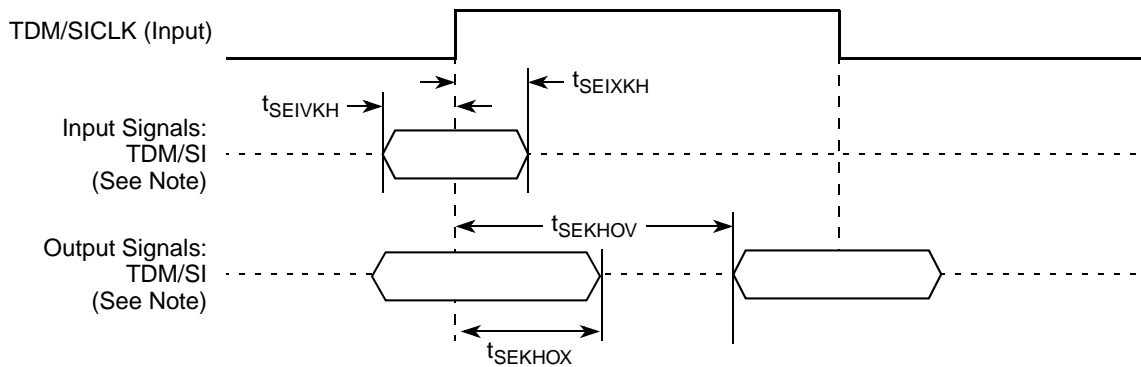 TDM/SICLK (Input)
tSEIXKH
tSEIVKH
Input Signals:
TDM/SI
(See Note)
tSEKHOV
Output Signals:
TDM/SI
(See Note)
tSEKHOX